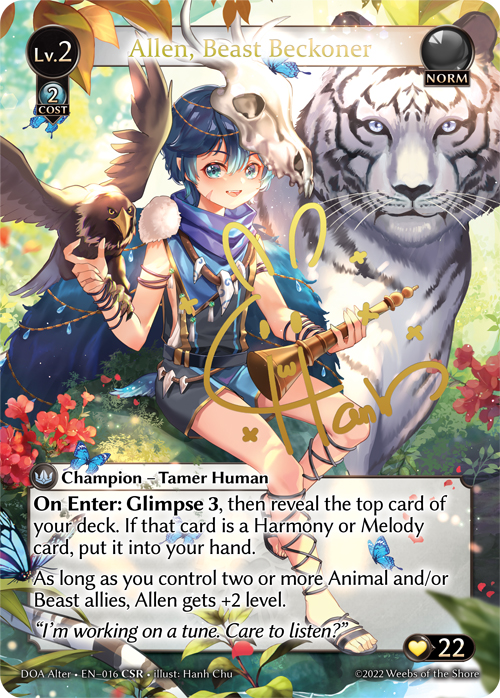 Lv.2
Allen, Beast Beckoner
NORM
2
COST
Hanh
Champion – Tamer Human
On Enter: Glimpse 3, then reveal the top card of
your deck. If that card is a Harmony or Melody
card, put it into your hand.
As long as you control two or more Animal and/or
Beast allies, Allen gets +2 level.
“I’m working on a tune. Care to listen?”
22
DOA Alter • EN–016 CSR • illust: Hanh Chu
©2022 Weebs of the Shore